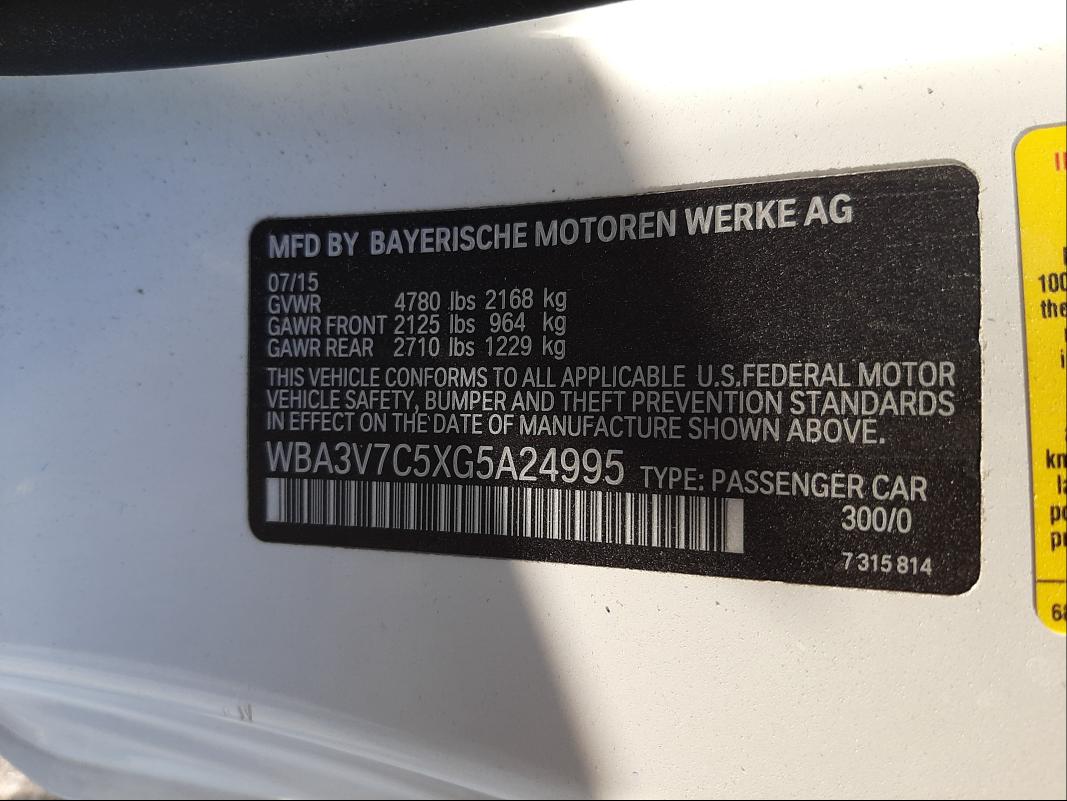 MFD BY BAYERISCHE MOTOREN WERKE AG
07/15
GVWR 4780 lbs 2168 kg
GAWR FRONT 2125 lbs 964 kg
GAWR REAR 2710 lbs 1229 kg
THIS VEHICLE CONFORMS TO ALL APPLICABLE U.S.FEDERAL MOTOR
VEHICLE SAFETY, BUMPER AND THEFT PREVENTION STANDARDS
IN EFFECT ON THE DATE OF MANUFACTURE SHOWN ABOVE.
WBA3V7C5XG5A24995 TYPE: PASSENGER CAR
300/0
7 315 814
100
the